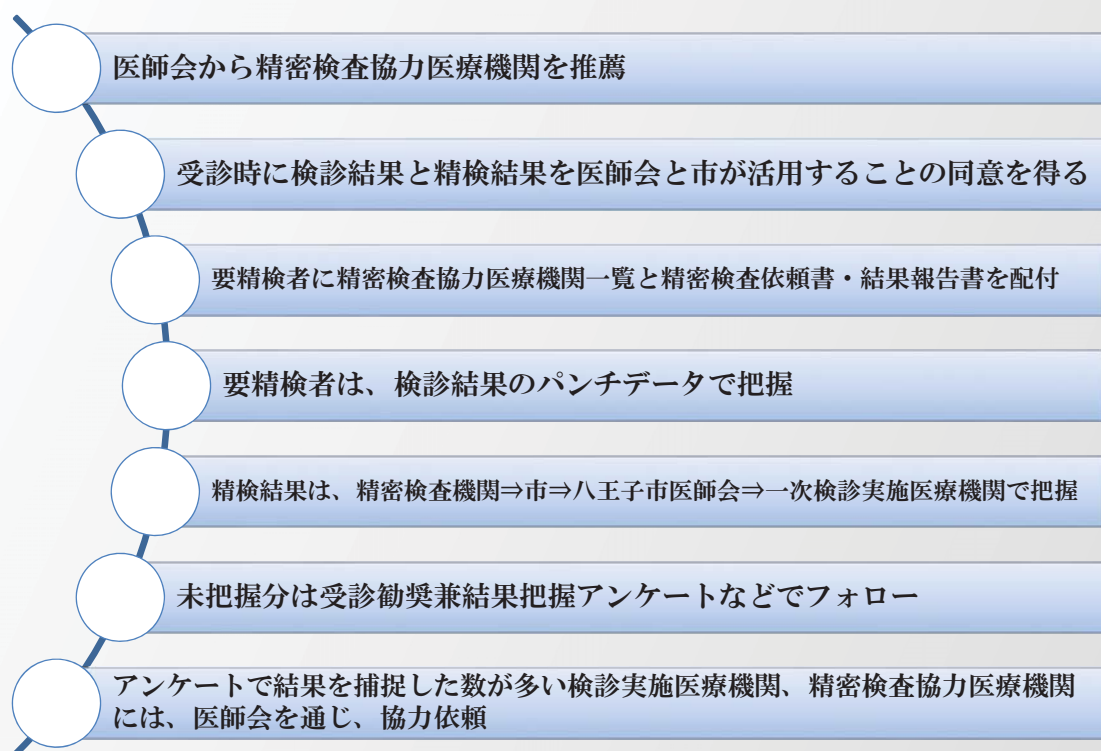 医師会から精密検査協力医療機関を推薦
受診時に検診結果と精検結果を医師会と市が活用することの同意を得る
要精検者に精密検査協力医療機関一覧と精密検査依頼書・結果報告書を配付
要精検者は、検診結果のパンチデータで把握
精検結果は、精密検査機関⇒市⇒八王子市医師会⇒一次検診実施医療機関で把握
未把握分は受診勧奨兼結果把握アンケートなどでフォロー
アンケートで結果を捕捉した数が多い検診実施医療機関、精密検査協力医療機関
には、医師会を通じ、協力依頼